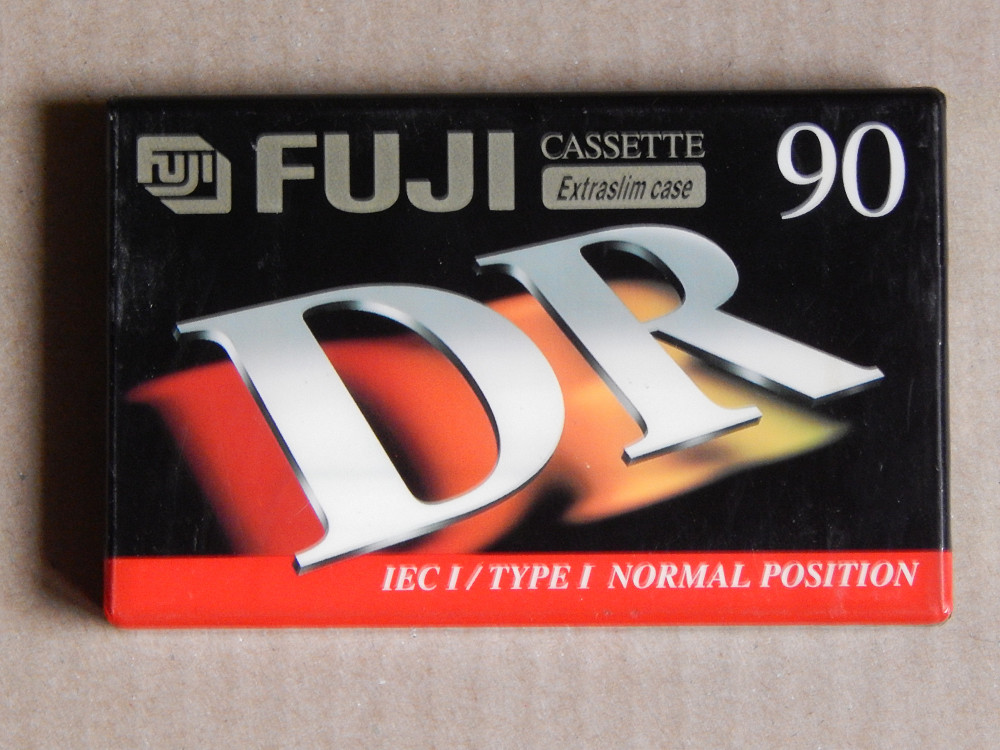 FUJI FUJI CASSETTE 90
Extraslim case
DR
IEC I / TYPE I NORMAL POSITION